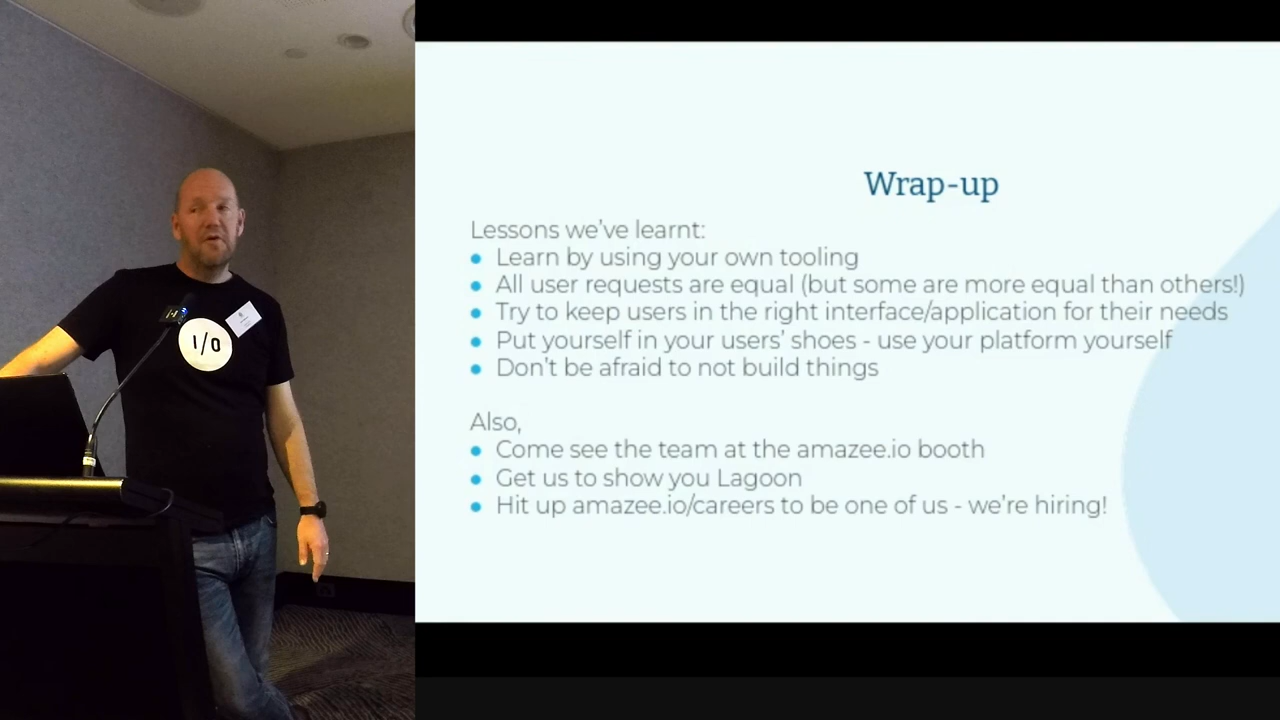 Wrap-up
Lessons we've learnt:
Learn by using your own tooling
All user requests are equal (but some are more equal than others!)
Try to keep users in the right interface/application for their needs
Put yourself in your users' shoes - use your platform yourself
Don't be afraid to not build things
Also,
Come see the team at the amazee.io booth
Get us to show you Lagoon
Hit up amazee.io/careers to be one of us - we're hiring!
I/O